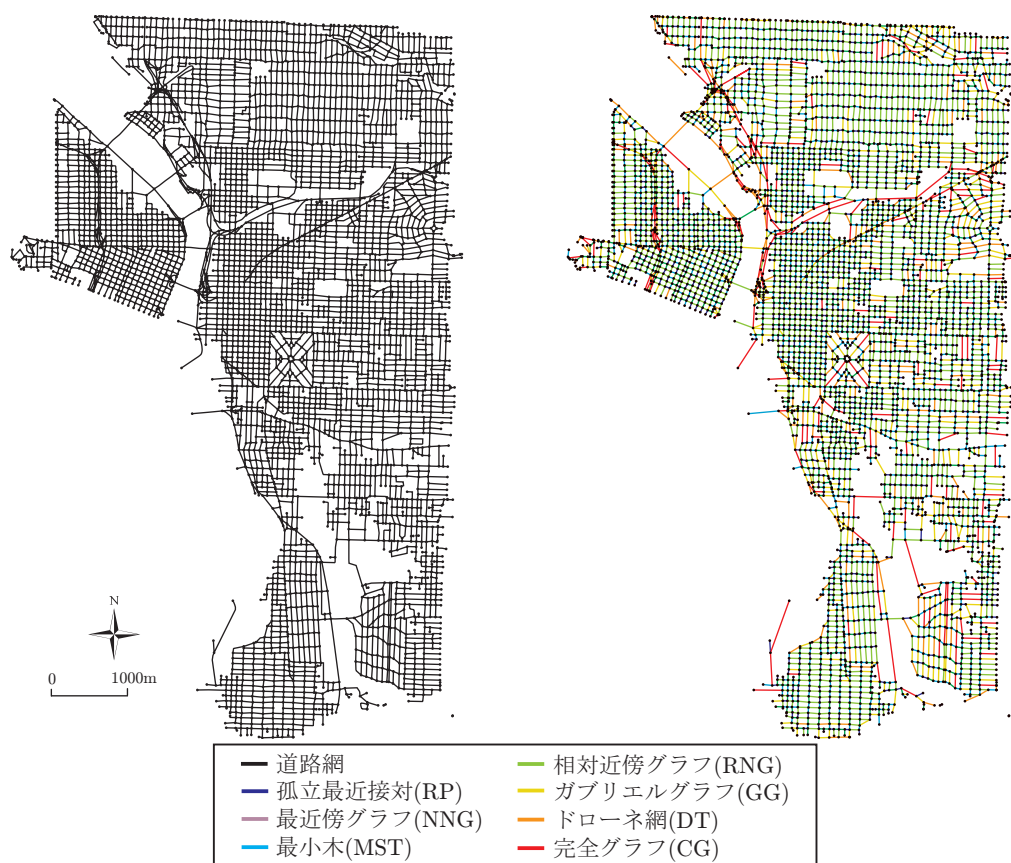 N
0 1000m
道路網
孤立最近接対(RP)
最近傍グラフ(NNG)
最小木(MST)
相対近傍グラフ(RNG)
ガブリエルグラフ(GG)
ドローネ網(DT)
完全グラフ(CG)